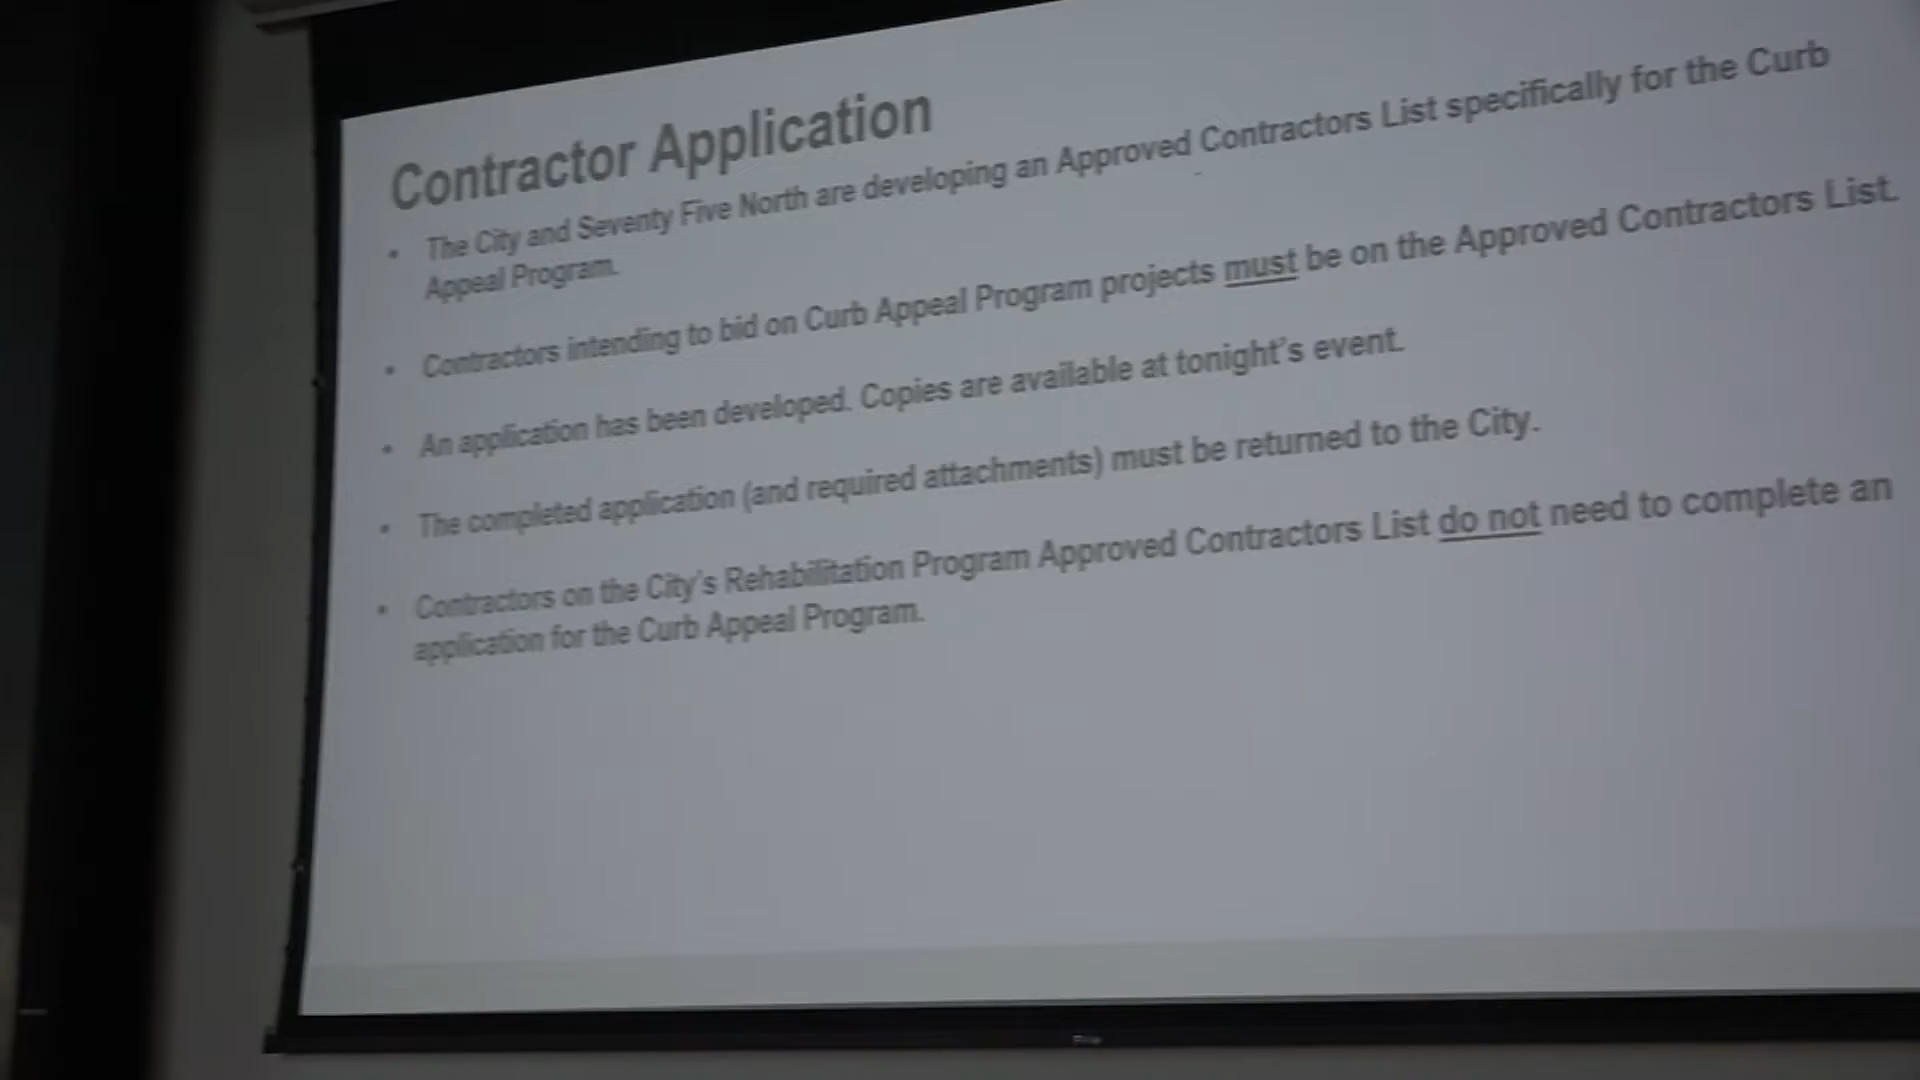 Contractor Application
• The City and Seventy Five North are developing an Approved Contractors List specifically for the Curb
Appeal Program.
• Contractors intending to bid on Curb Appeal Program projects must be on the Approved Contractors List.
• An application has been developed. Copies are available at tonight's event.
• The completed application (and required attachments) must be returned to the City.
• Contractors on the City's Rehabilitation Program Approved Contractors List do not need to complete an
application for the Curb Appeal Program.